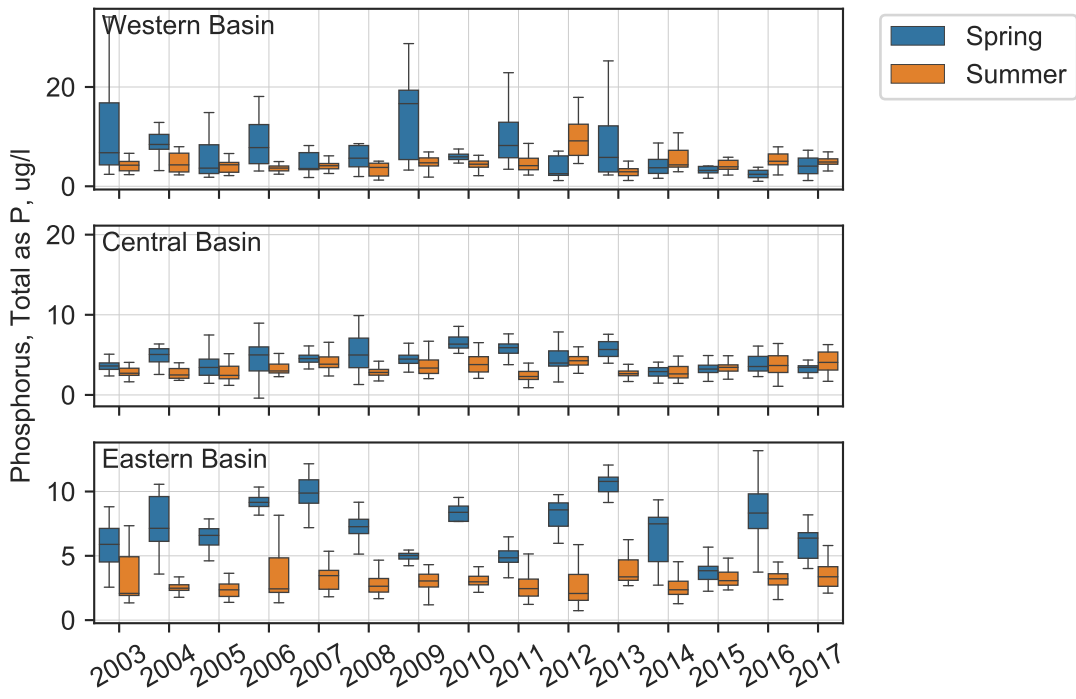 Western Basin
Spring
Summer
20
0
Central Basin
20
10
0
Phosphorus, Total as P, ug/l
Eastern Basin
10
5
0
2003 2004 2005 2006 2007 2008 2009 2010 2011 2012 2013 2014 2015 2016 2017